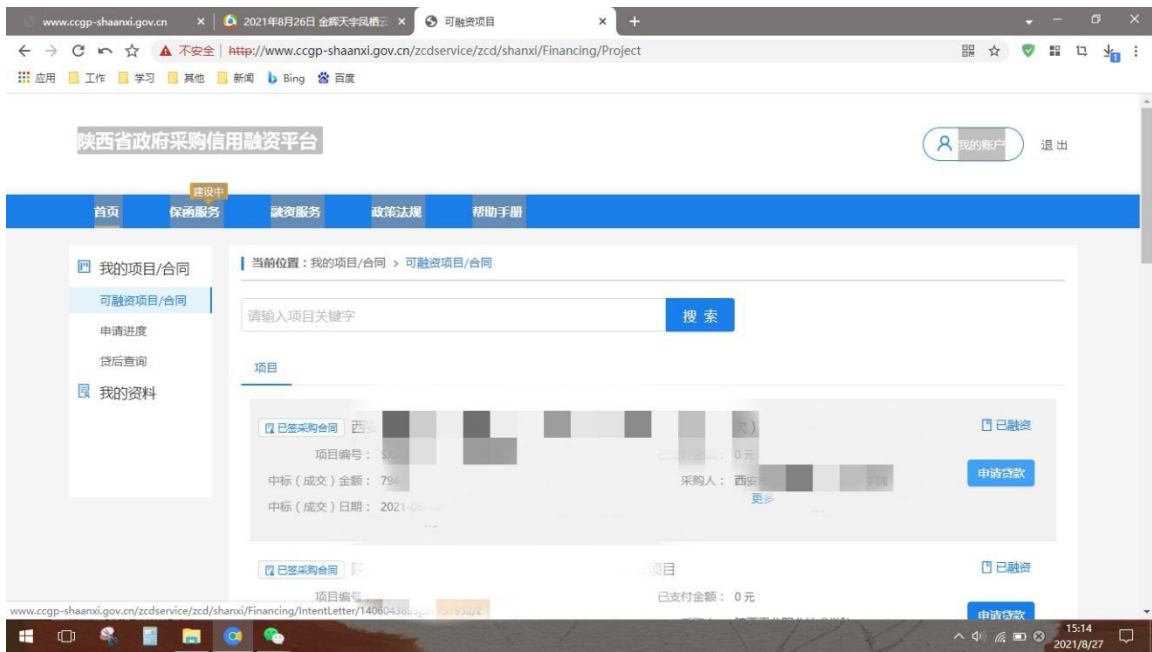 www.ccgp-shaanxi.gov.cn × 2021年8月26日 金辉天宇凤栖云 × 可融资项目 × +
不安全 | http://www.ccgp-shaanxi.gov.cn/zcdservice/zcd/shanxi/Financing/Project
应用 工作 学习 其他 新闻 Bing 百度
陕西省政府采购信用融资平台
我的账户 退出
建设中
首页 保函服务 融资服务 政策法规 帮助手册
我的项目/合同
可融资项目/合同
申请进度
贷后查询
我的资料
当前位置：我的项目/合同 > 可融资项目/合同
请输入项目关键字 搜索
项目
已签采购合同 西 已融资
项目编号： 0元
中标（成交）金额：794 采购人：西安 申请贷款
更多
中标（成交）日期：2021-
已签采购合同 项目 已融资
项目编号 已支付金额：0元
申请贷款
www.ccgp-shaanxi.gov.cn/zcdservice/zcd/shanxi/Financing/IntentLetter/
15:14
2021/8/27